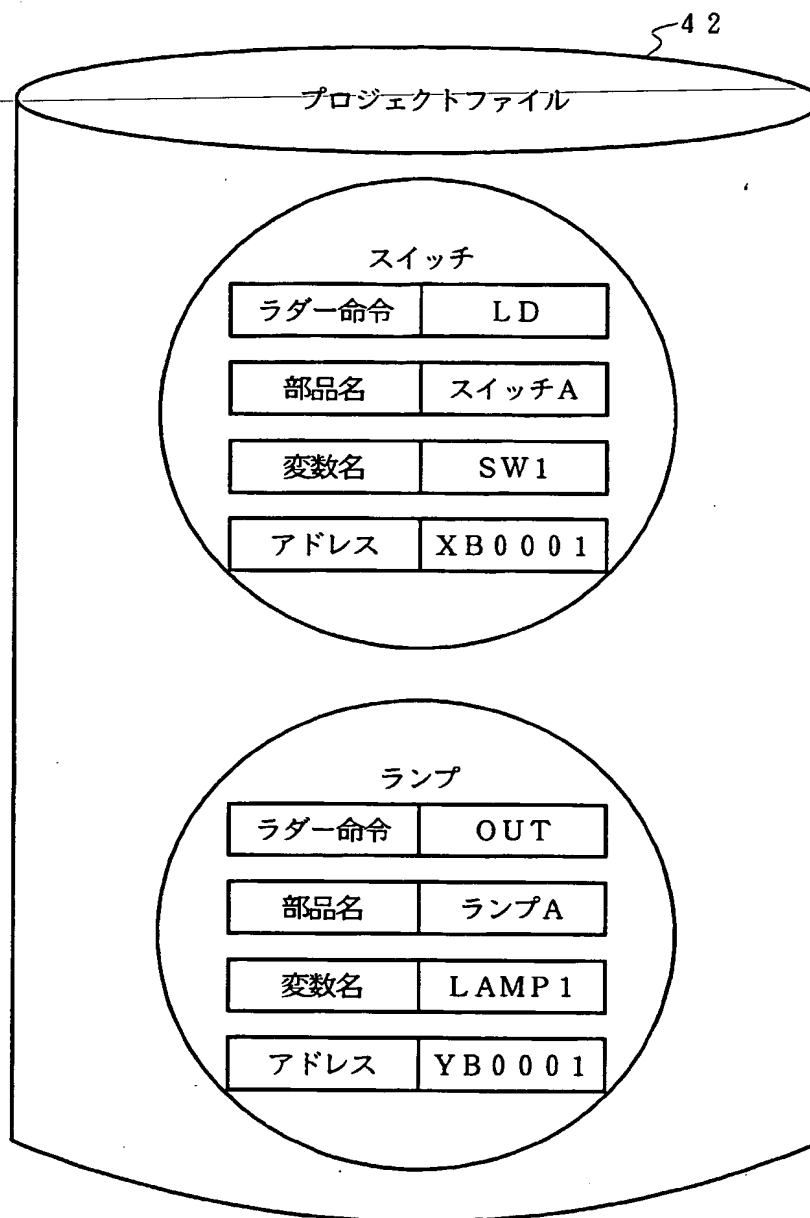 42
プロジェクトファイル
スイッチ
ラダー命令 LD
部品名 スイッチA
変数名 SW1
アドレス XB0001
ランプ
ラダー命令 OUT
部品名 ランプA
変数名 LAMP1
アドレス YB0001